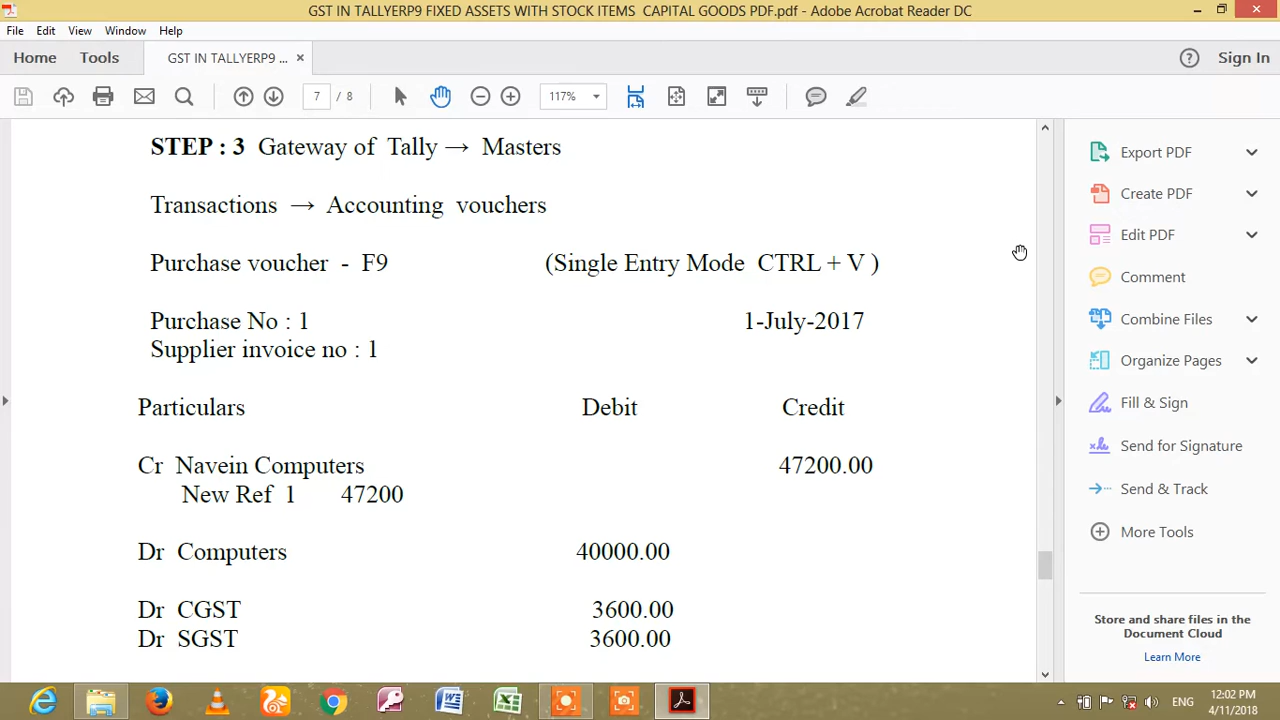 GST IN TALLYERP9 FIXED ASSETS WITH STOCK ITEMS CAPITAL GOODS PDF.pdf - Adobe Acrobat Reader DC
File Edit View Window Help
Home Tools GST IN TALLYERP9 ... × Sign In
7 / 8 117%
STEP : 3 Gateway of Tally → Masters
Transactions → Accounting vouchers
Purchase voucher - F9 (Single Entry Mode CTRL + V )
Purchase No : 1 1-July-2017
Supplier invoice no : 1
Particulars Debit Credit
Cr Navein Computers 47200.00
New Ref 1 47200
Dr Computers 40000.00
Dr CGST 3600.00
Dr SGST 3600.00
Export PDF
Create PDF
Edit PDF
Comment
Combine Files
Organize Pages
Fill & Sign
Send for Signature
Send & Track
More Tools
Store and share files in the
Document Cloud
Learn More
ENG
12:02 PM
4/11/2018